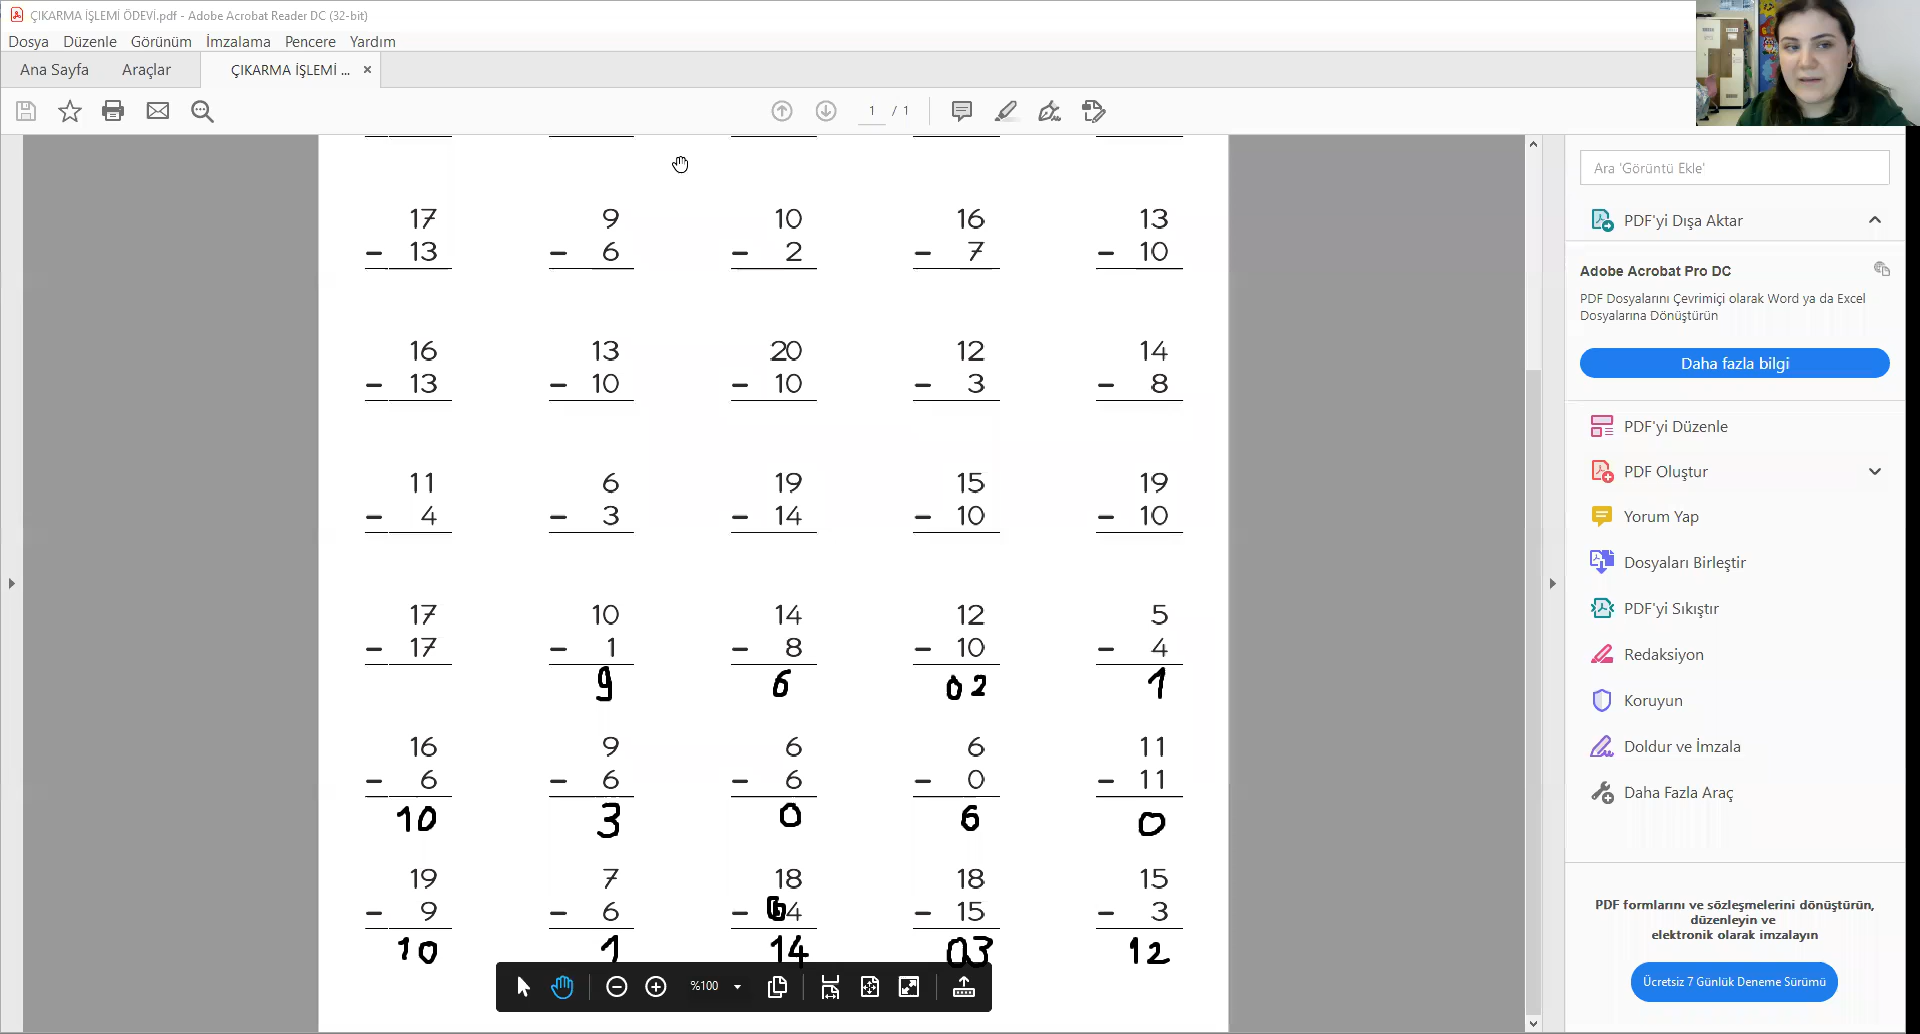 ÇIKARMA İŞLEMİ ÖDEVİ.pdf - Adobe Acrobat Reader DC (32-bit)
Dosya Düzenle Görünüm İmzalama Pencere Yardım
Ana Sayfa Araçlar ÇIKARMA İŞLEMİ ... ×
1 / 1
17 9 10 16 13
- 13 - 6 - 2 - 7 - 10
16 13 20 12 14
- 13 - 10 - 10 - 3 - 8
11 6 19 15 19
- 4 - 3 - 14 - 10 - 10
17 10 14 12 5
- 17 - 1 - 8 - 10 - 4
9 6 02 1
16 9 6 6 11
- 6 - 6 - 6 - 0 - 11
10 3 0 6 0
19 7 18 18 15
- 9 - 6 - 4 - 15 - 3
10 1 14 03 12
%100
Ara 'Görüntü Ekle'
PDF'yi Dışa Aktar
Adobe Acrobat Pro DC
PDF Dosyalarını Çevrimiçi olarak Word ya da Excel
Dosyalarına Dönüştürün
Daha fazla bilgi
PDF'yi Düzenle
PDF Oluştur
Yorum Yap
Dosyaları Birleştir
PDF'yi Sıkıştır
Redaksiyon
Koruyun
Doldur ve İmzala
Daha Fazla Araç
PDF formlarını ve sözleşmelerini dönüştürün,
düzenleyin ve
elektronik olarak imzalayın
Ücretsiz 7 Günlük Deneme Sürümü